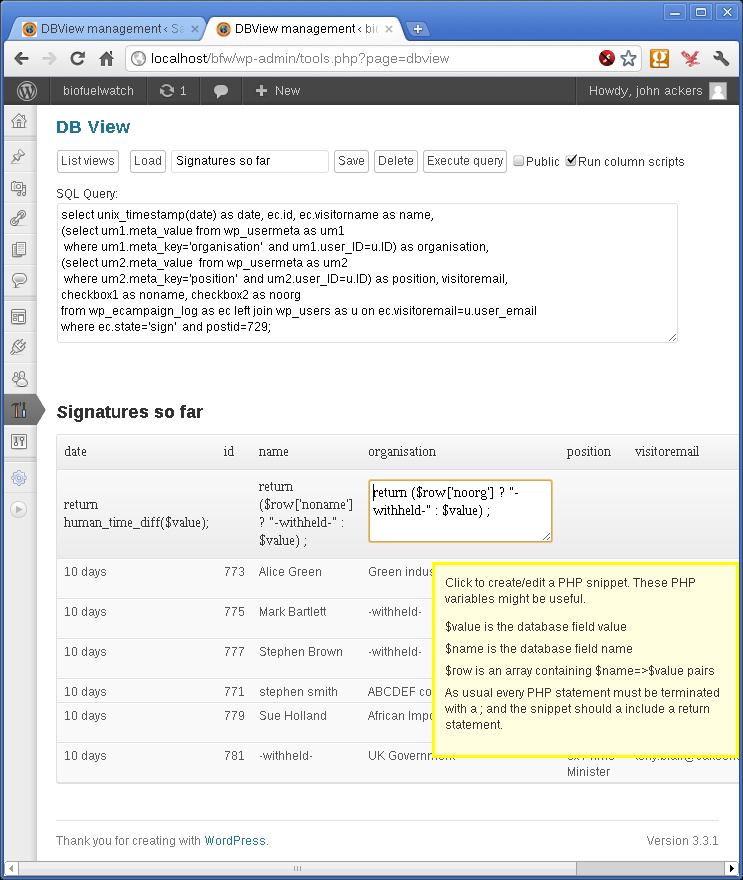 DBView management ‹ Sa
DBView management ‹ bio
localhost/bfw/wp-admin/tools.php?page=dbview
biofuelwatch
1
New
Howdy, john ackers
DB View
List views
Load
Signatures so far
Save
Delete
Execute query
Public
Run column scripts
SQL Query:
select unix_timestamp(date) as date, ec.id, ec.visitorname as name,
(select um1.meta_value from wp_usermeta as um1
where um1.meta_key='organisation' and um1.user_ID=u.ID) as organisation,
(select um2.meta_value from wp_usermeta as um2
where um2.meta_key='position' and um2.user_ID=u.ID) as position, visitoremail,
checkbox1 as noname, checkbox2 as noorg
from wp_ecampaign_log as ec left join wp_users as u on ec.visitoremail=u.user_email
where ec.state='sign' and postid=729;
Signatures so far
date id name organisation position visitoremail
return
human_time_diff($value);
return
($row['noname']
? "-withheld-" :
$value) ;
return ($row['noorg'] ? "-
withheld-" : $value) ;
10 days 773 Alice Green Green indus
10 days 775 Mark Bartlett -withheld-
10 days 777 Stephen Brown -withheld-
10 days 771 stephen smith ABCDEF co
10 days 779 Sue Holland African Impo
10 days 781 -withheld- UK Government
Minister
Click to create/edit a PHP snippet. These PHP
variables might be useful.
$value is the database field value
$name is the database field name
$row is an array containing $name=>$value pairs
As usual every PHP statement must be terminated
with a ; and the snippet should a include a return
statement.
Thank you for creating with WordPress.
Version 3.3.1